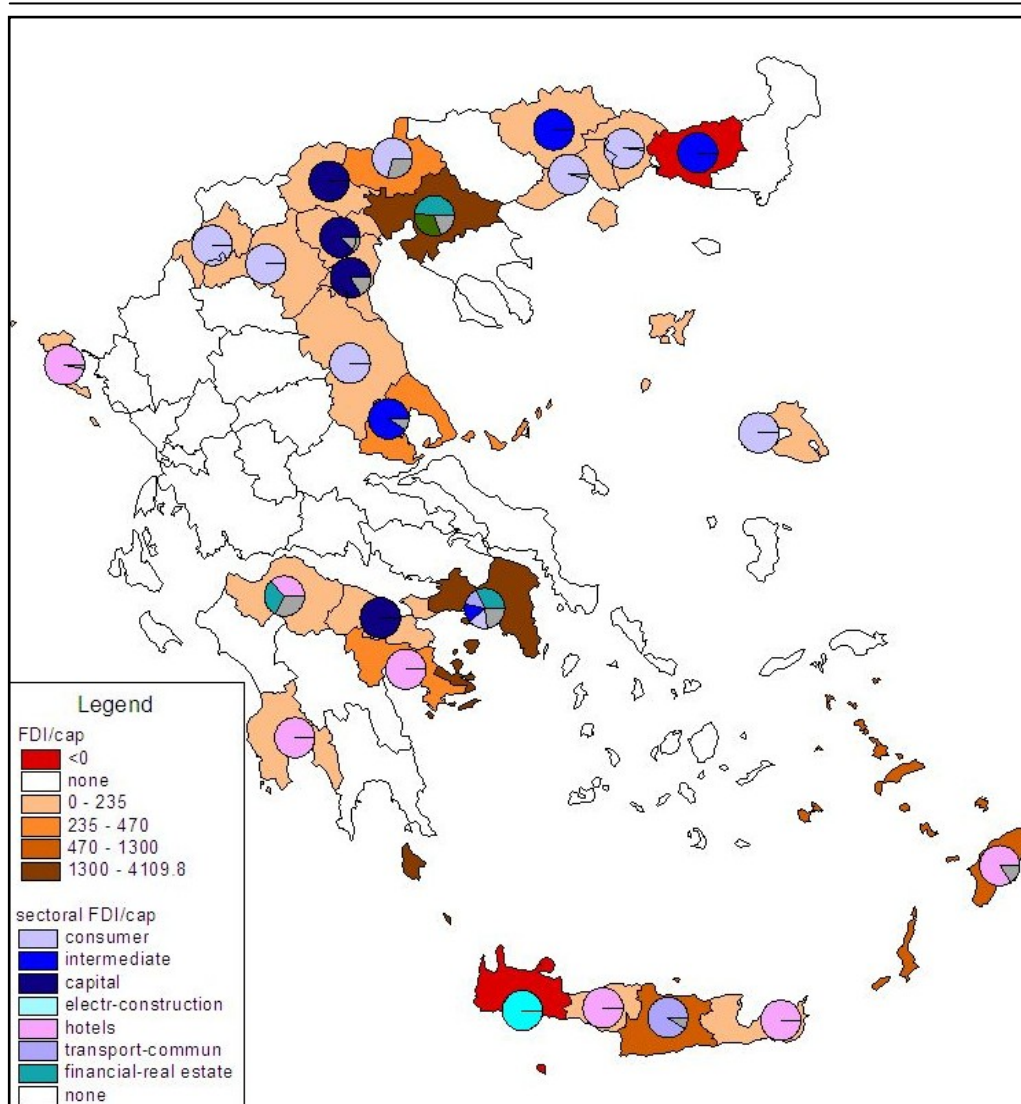 Legend
FDI/cap
<0
none
0 - 235
235 - 470
470 - 1300
1300 - 4109.8
sectoral FDI/cap
consumer
intermediate
capital
electr-construction
hotels
transport-commun
financial-real estate
none